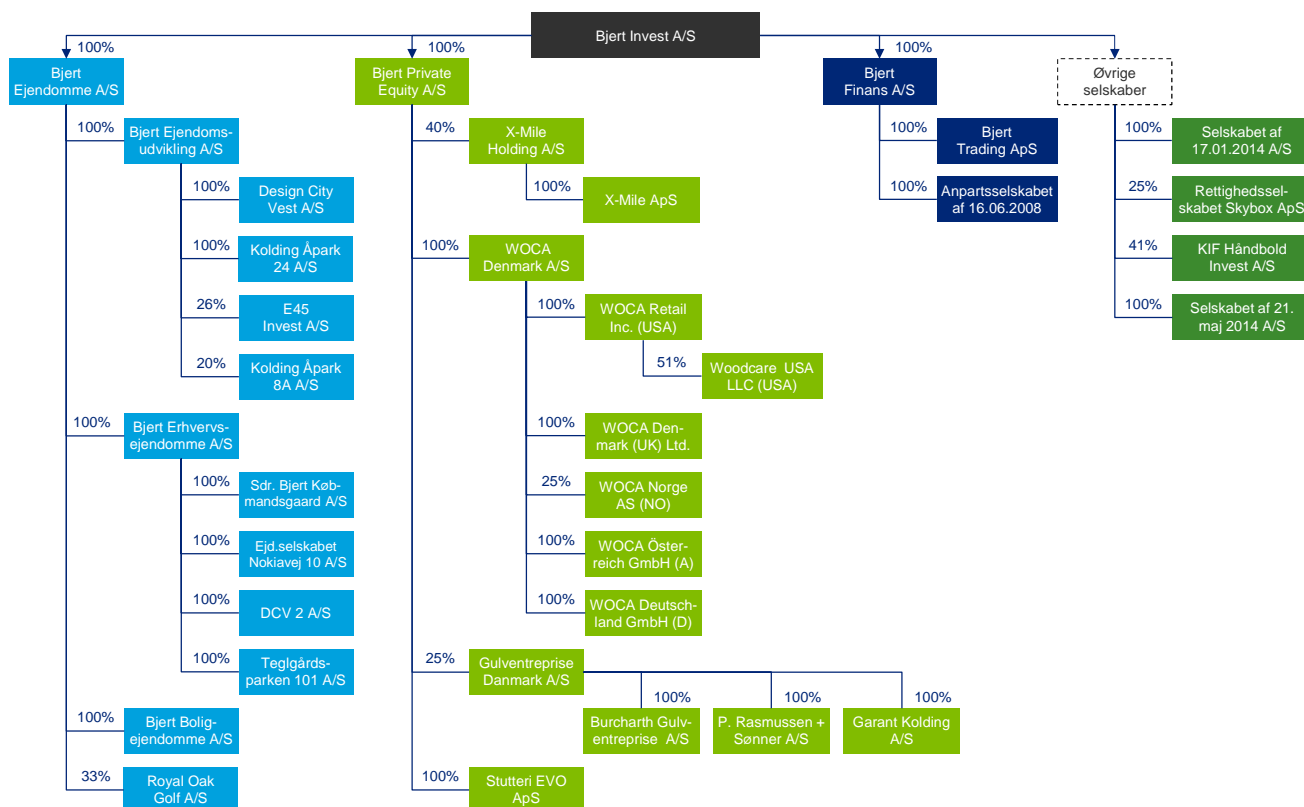 Bjert Invest A/S
100%
100%
100%
Bjert
Ejendomme A/S
Bjert Private
Equity A/S
Bjert
Finans A/S
Øvrige
selskaber
100%
Bjert Ejendoms-
udvikling A/S
100%
Design City
Vest A/S
100%
Kolding Åpark
24 A/S
26%
E45
Invest A/S
20%
Kolding Åpark
8A A/S
100%
Bjert Erhvervs-
ejendomme A/S
100%
Sdr. Bjert Køb-
mandsgaard A/S
100%
Ejd.selskabet
Nokiavej 10 A/S
100%
DCV 2 A/S
100%
Teglgårds-
parken 101 A/S
100%
Bjert Bolig-
ejendomme A/S
33%
Royal Oak
Golf A/S
40%
X-Mile
Holding A/S
100%
X-Mile ApS
100%
WOCA
Denmark A/S
100%
WOCA Retail
Inc. (USA)
51%
Woodcare USA
LLC (USA)
100%
WOCA Den-
mark (UK) Ltd.
25%
WOCA Norge
AS (NO)
100%
WOCA Öster-
reich GmbH (A)
100%
WOCA Deutsch-
land GmbH (D)
25%
Gulventreprise
Danmark A/S
100%
Burcharth Gulv-
entreprise A/S
100%
P. Rasmussen +
Sønner A/S
100%
Garant Kolding
A/S
100%
Stutteri EVO
ApS
100%
Bjert
Trading ApS
100%
Anpartsselskabet
af 16.06.2008
100%
Selskabet af
17.01.2014 A/S
25%
Rettighedssel-
skabet Skybox ApS
41%
KIF Håndbold
Invest A/S
100%
Selskabet af 21.
maj 2014 A/S